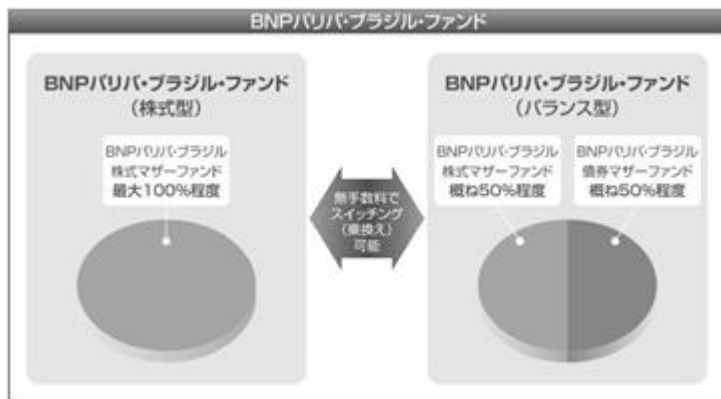 BNPパリバ・ブラジル・ファンド
BNPパリバ・ブラジル・ファンド
（株式型）
BNPパリバ・ブラジル
株式マザーファンド
最大100%程度
無手数料で
スイッチング
（乗換え）
可能
BNPパリバ・ブラジル・ファンド
（バランス型）
BNPパリバ・ブラジル
株式マザーファンド
概ね50%程度
BNPパリバ・ブラジル
債券マザーファンド
概ね50%程度